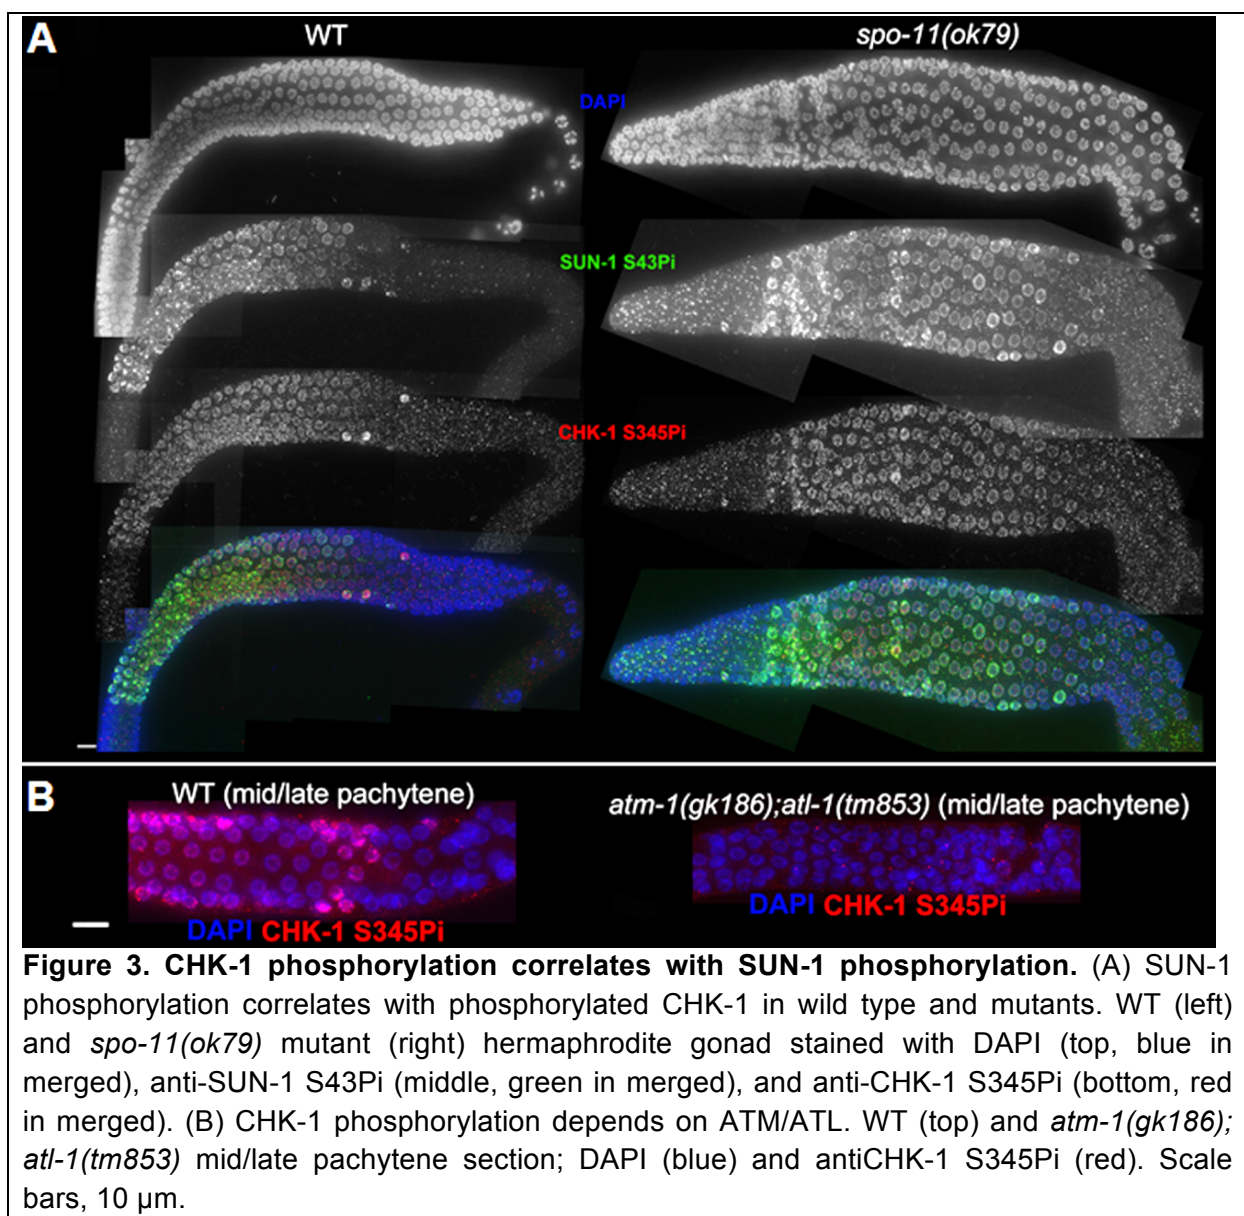 A
WT
spo-11(ok79)
DAPI
SUN-1 S43Pi
CHK-1 S345Pi
B
WT (mid/late pachytene)
atm-1(gk186);atl-1(tm853) (mid/late pachytene)
DAPI CHK-1 S345Pi
DAPI CHK-1 S345Pi
Figure 3. CHK-1 phosphorylation correlates with SUN-1 phosphorylation. (A) SUN-1
phosphorylation correlates with phosphorylated CHK-1 in wild type and mutants. WT (left)
and spo-11(ok79) mutant (right) hermaphrodite gonad stained with DAPI (top, blue in
merged), anti-SUN-1 S43Pi (middle, green in merged), and anti-CHK-1 S345Pi (bottom, red
in merged). (B) CHK-1 phosphorylation depends on ATM/ATL. WT (top) and atm-1(gk186);
atl-1(tm853) mid/late pachytene section; DAPI (blue) and antiCHK-1 S345Pi (red). Scale
bars, 10 µm.